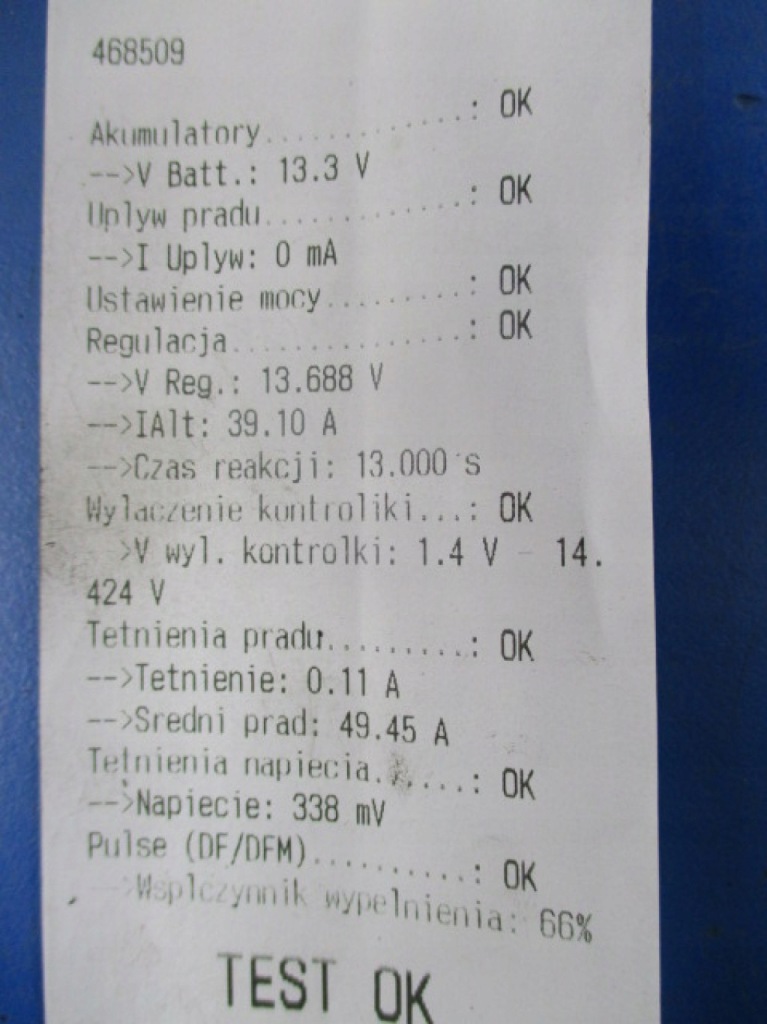 468509
Akumulatory.............: OK
-->V Batt.: 13.3 V
Uplyw pradu.............: OK
-->I Uplyw: 0 mA
Ustawienie mocy.........: OK
Regulacja...............: OK
-->V Reg.: 13.688 V
-->IAlt: 39.10 A
-->Czas reakcji: 13.000 s
Wylaczenie kontroliki...: OK
>V wyl. kontrolki: 1.4 V - 14.
424 V
Tetnienia pradu.........: OK
-->Tetnienie: 0.11 A
-->Sredni prad: 49.45 A
Tetnienia napiecia......: OK
-->Napiecie: 338 mV
Pulse (DF/DFM)..........: OK
-->Wsplczynnik wypelnienia: 66%
TEST OK